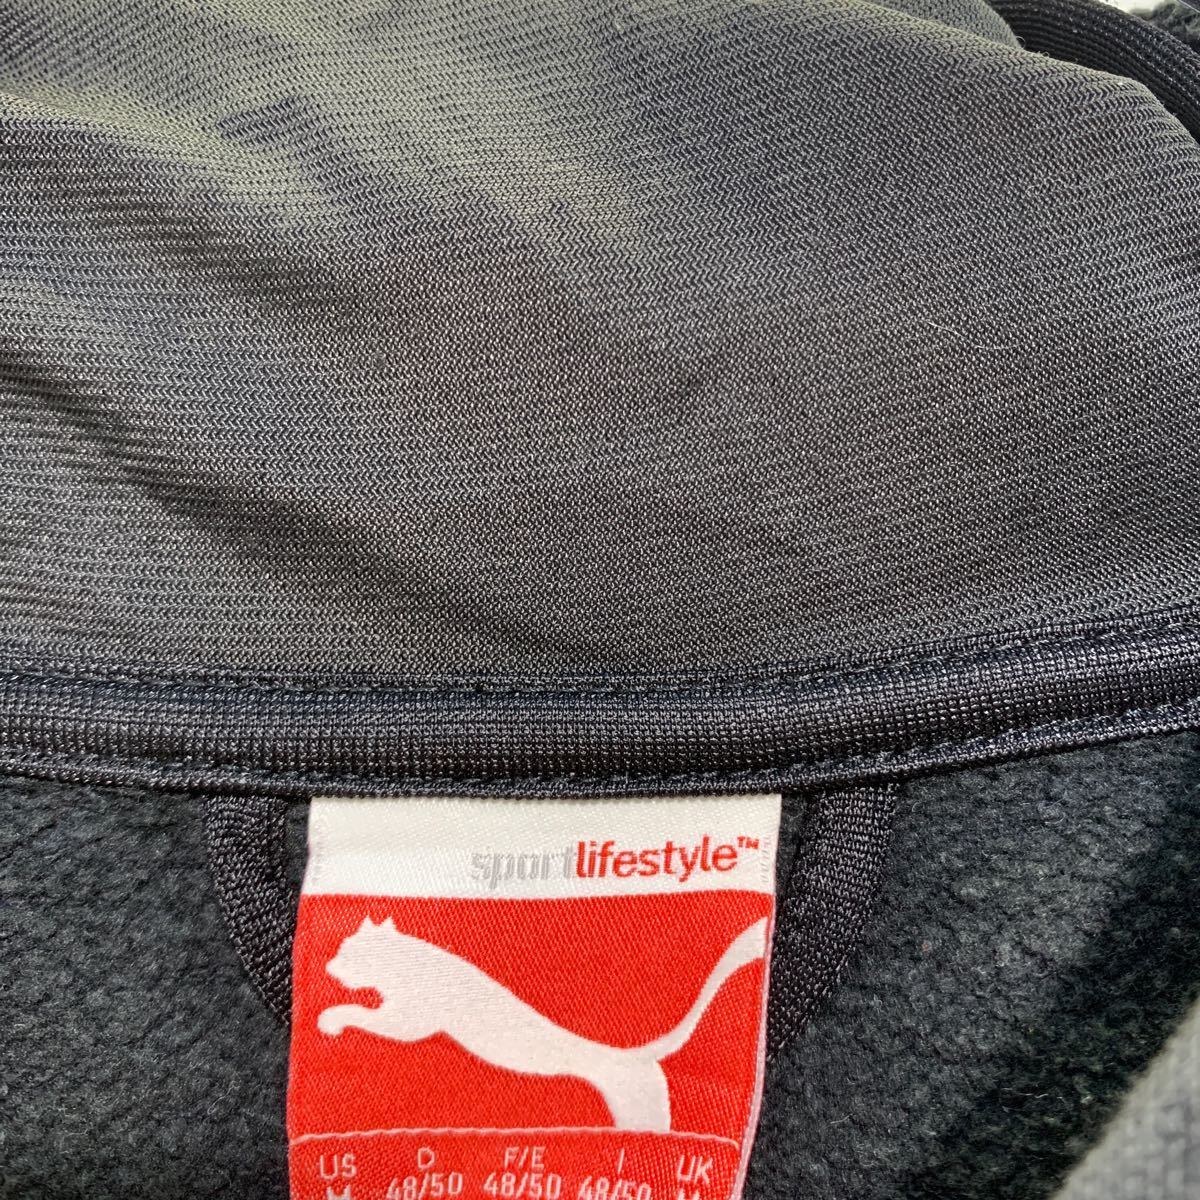 sportlifestyle™
US D F/E I UK
M 48/50 48/50 48/50 M